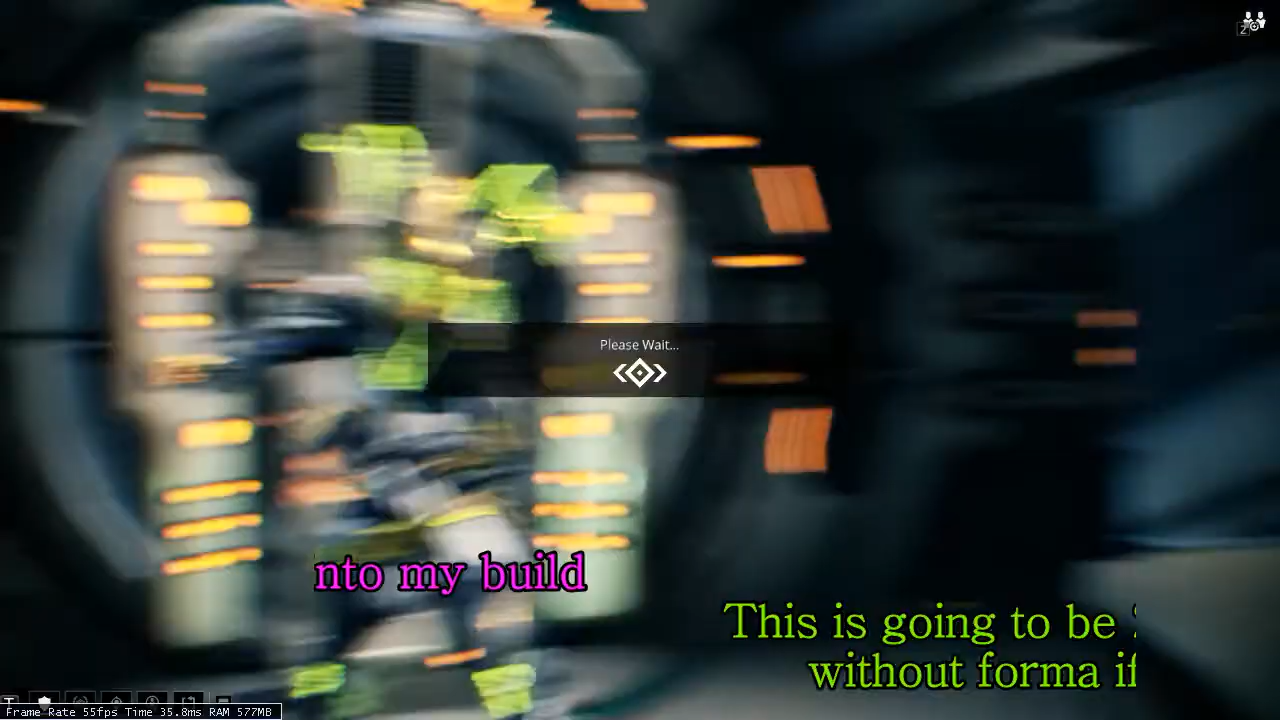 Z
Please Wait...
nto my build
This is going to be
without forma if
Frame Rate 55fps Time 35.8ms RAM 577MB